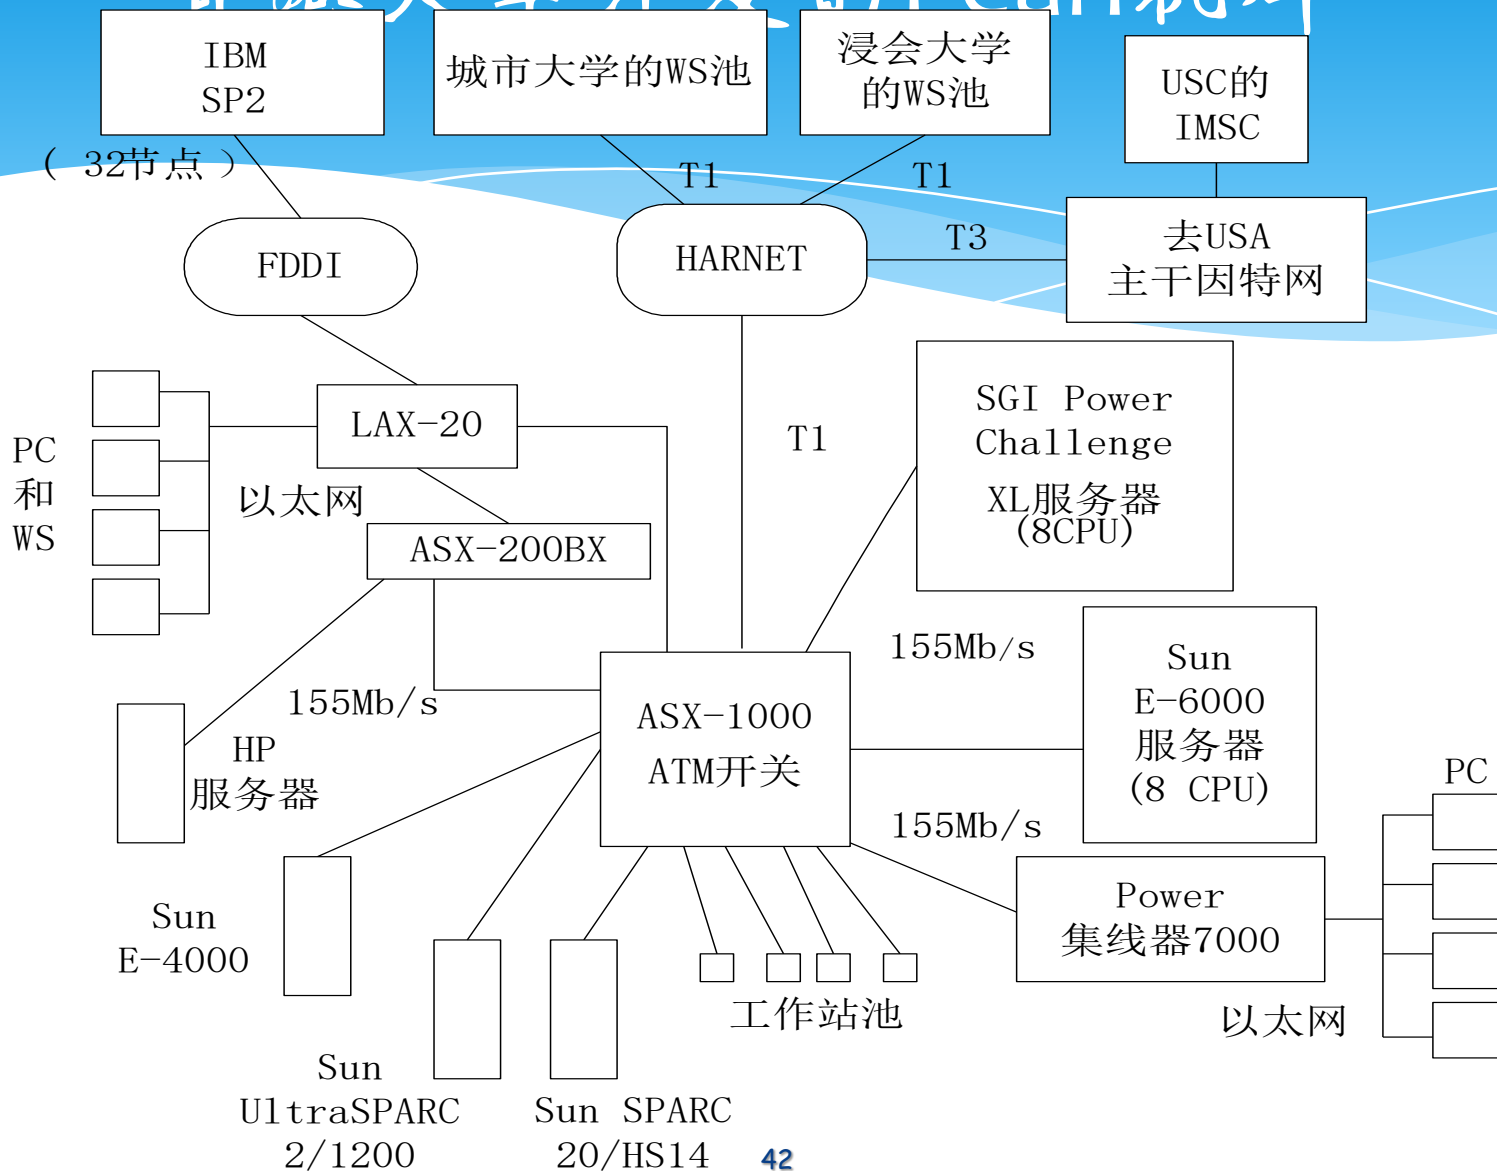 IBM
SP2
城市大学的WS池
浸会大学
的WS池
USC的
IMSC
( 32节点 )
T1
T1
FDDI
HARNET
T3
去USA
主干因特网
LAX-20
T1
SGI Power
Challenge
XL服务器
(8CPU)
PC
和
WS
以太网
ASX-200BX
155Mb/s
155Mb/s
HP
服务器
ASX-1000
ATM开关
Sun
E-6000
服务器
(8 CPU)
PC
155Mb/s
Power
集线器7000
Sun
E-4000
工作站池
以太网
Sun
UltraSPARC
2/1200
Sun SPARC
20/HS14
42